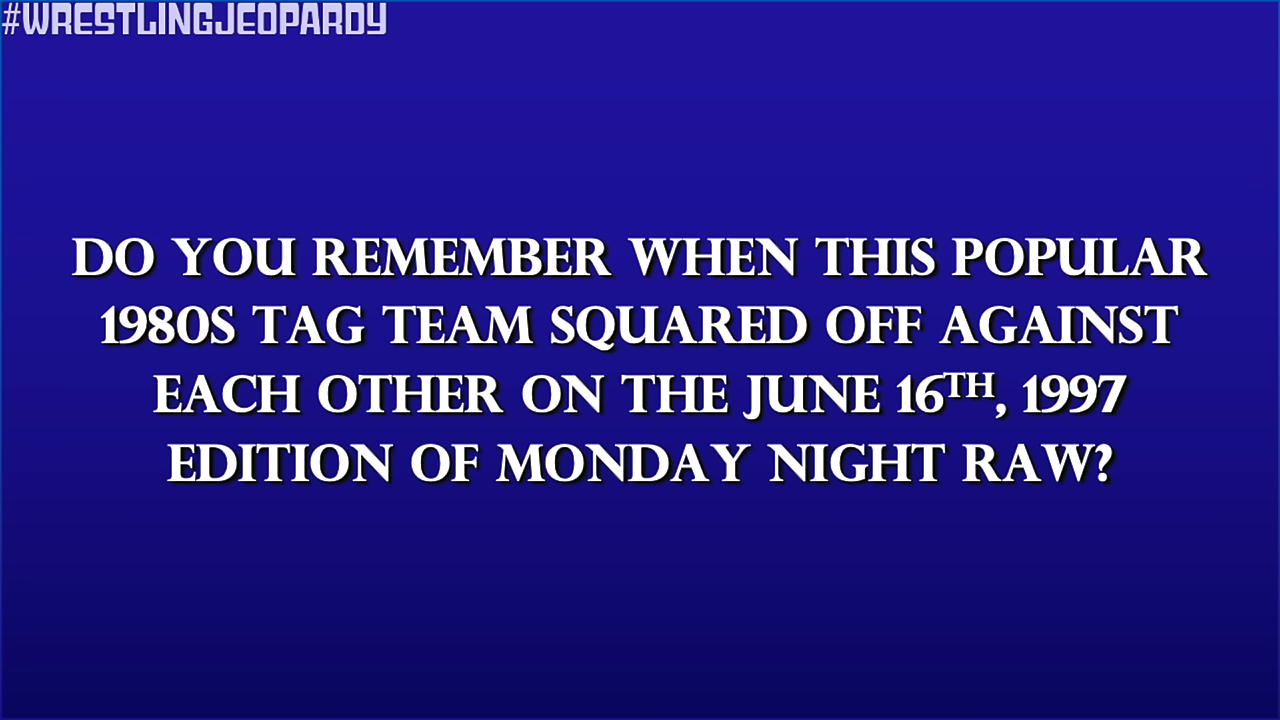 #WRESTLINGJEOPARDY
DO YOU REMEMBER WHEN THIS POPULAR
1980S TAG TEAM SQUARED OFF AGAINST
EACH OTHER ON THE JUNE 16TH, 1997
EDITION OF MONDAY NIGHT RAW?